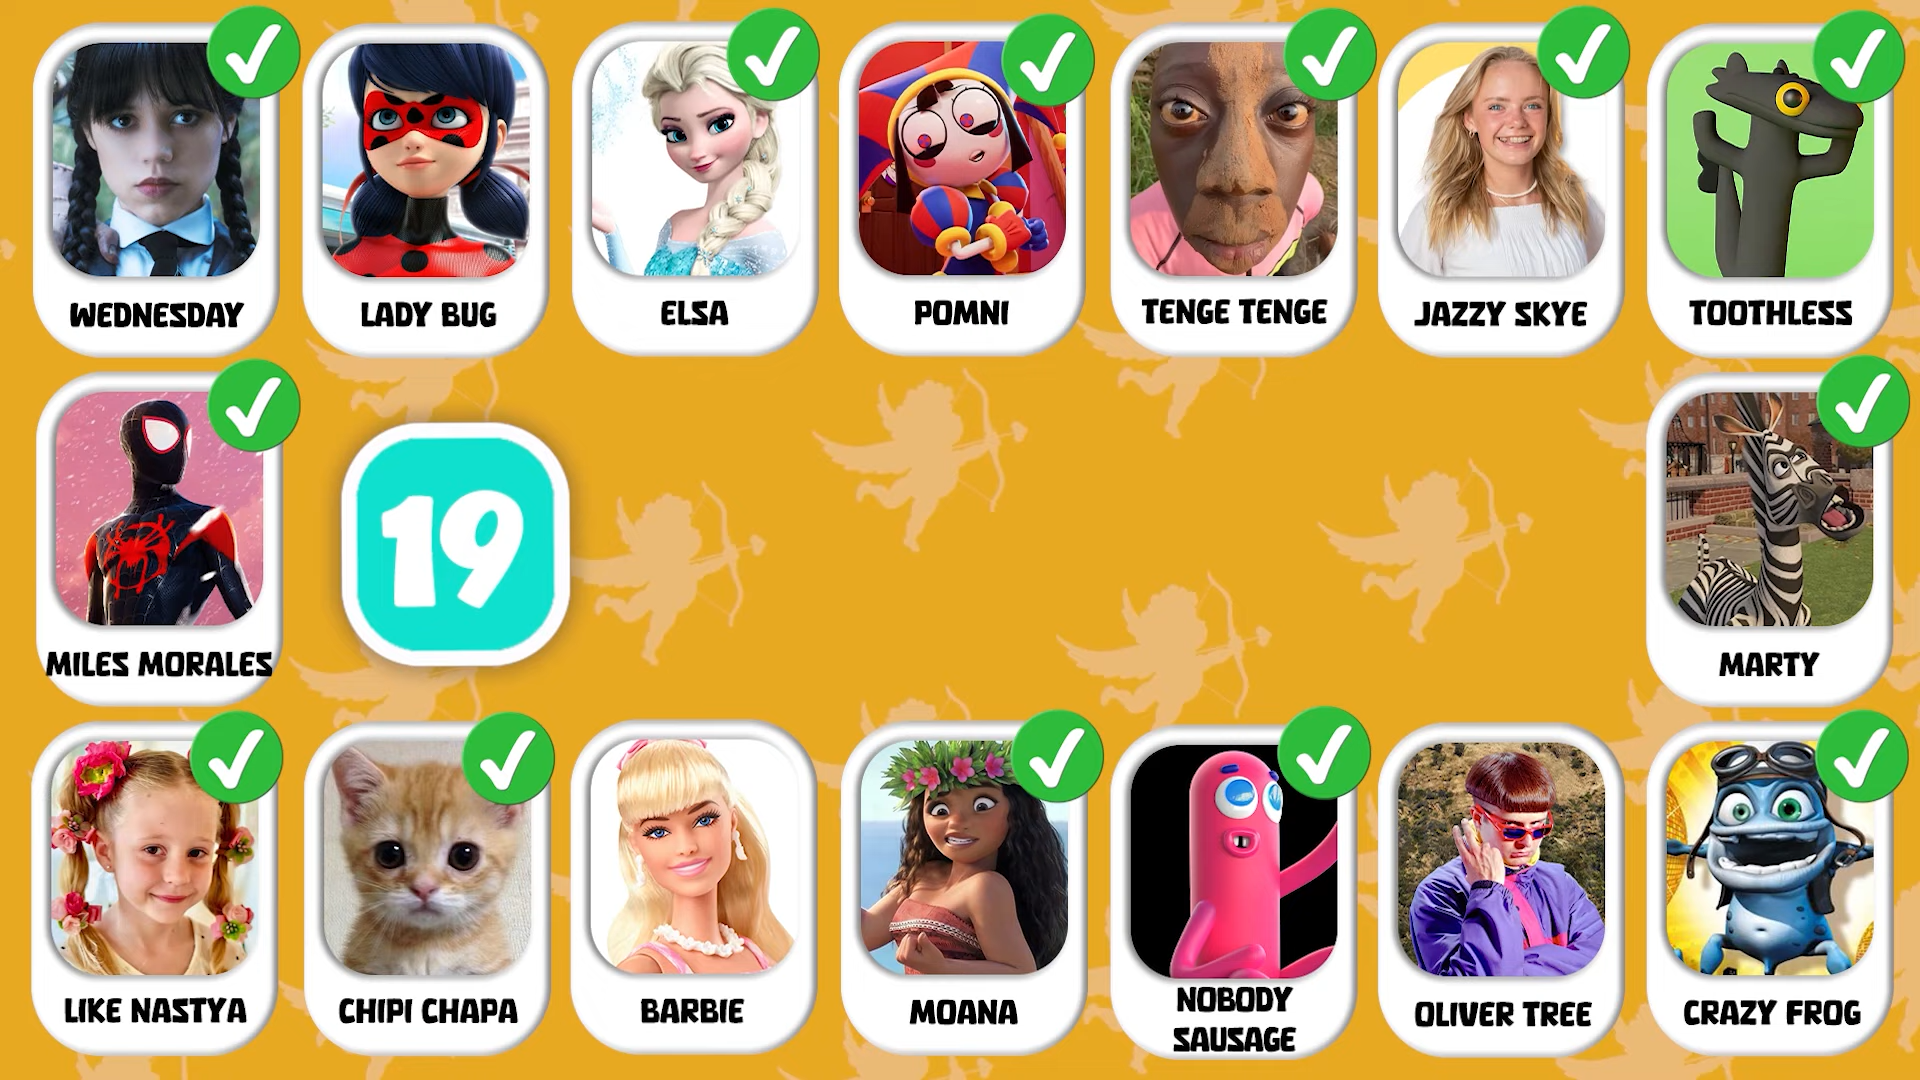 WEDNESDAY
LADY BUG
ELSA
POMNI
TENGE TENGE
JAZZY SKYE
TOOTHLESS
MILES MORALES
19
MARTY
LIKE NASTYA
CHIPI CHAPA
BARBIE
MOANA
NOBODY
SAUSAGE
OLIVER TREE
CRAZY FROG